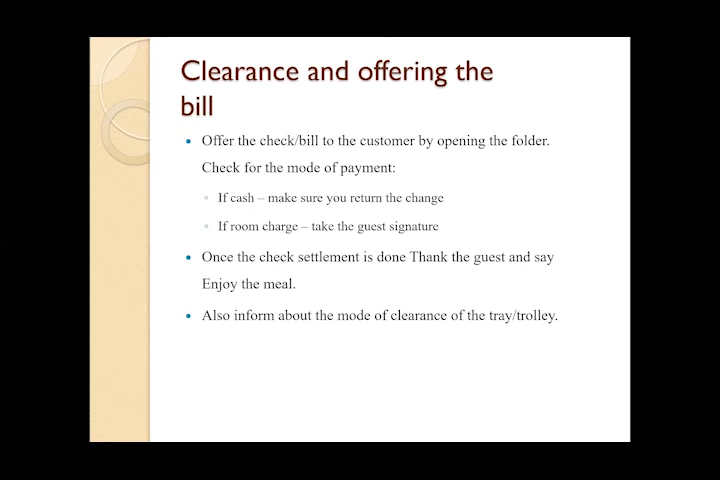 Clearance and offering the
bill
Offer the check/bill to the customer by opening the folder.
Check for the mode of payment:
If cash – make sure you return the change
If room charge – take the guest signature
Once the check settlement is done Thank the guest and say
Enjoy the meal.
Also inform about the mode of clearance of the tray/trolley.